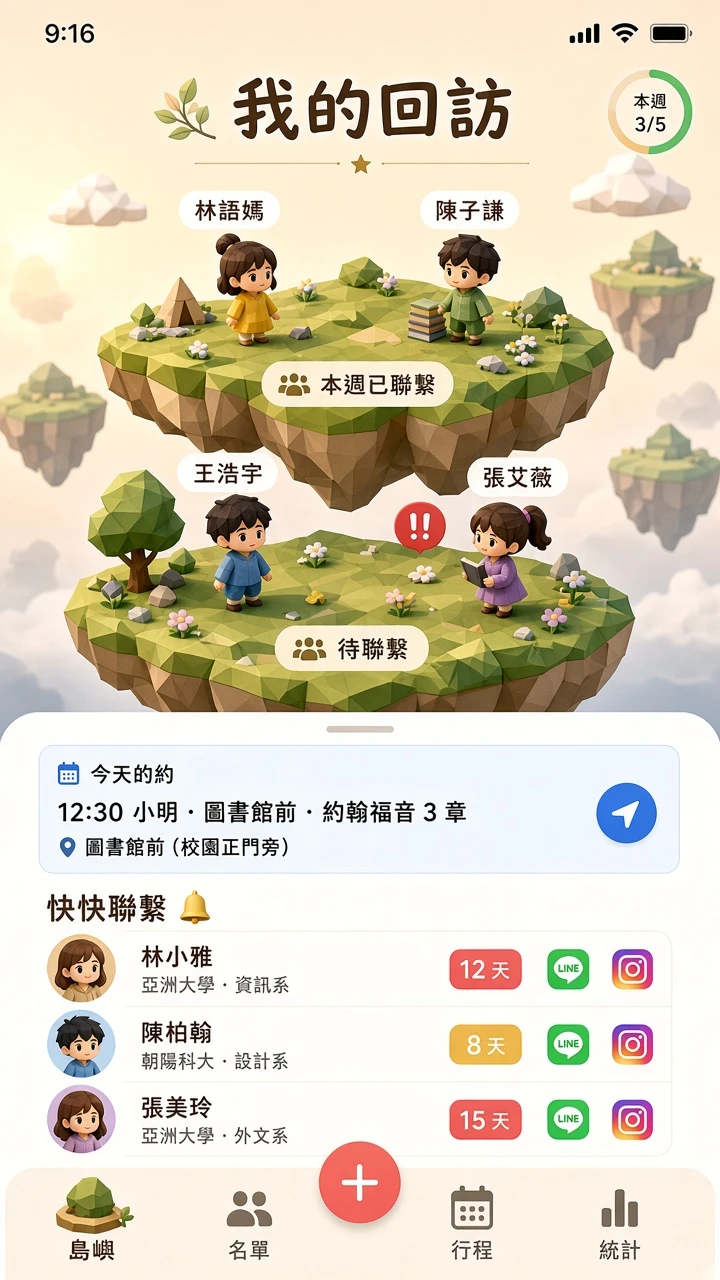 9:16
我的回訪
本週
3/5
林語嫣
陳子謙
本週已聯繫
王浩宇
張艾薇
!!
待聯繫
今天的約
12:30 小明・圖書館前・約翰福音 3 章
圖書館前（校園正門旁）
快快聯繫
林小雅
亞洲大學・資訊系
12 天
LINE
陳柏翰
朝陽科大・設計系
8 天
LINE
張美玲
亞洲大學・外文系
15 天
LINE
島嶼
名單
行程
統計